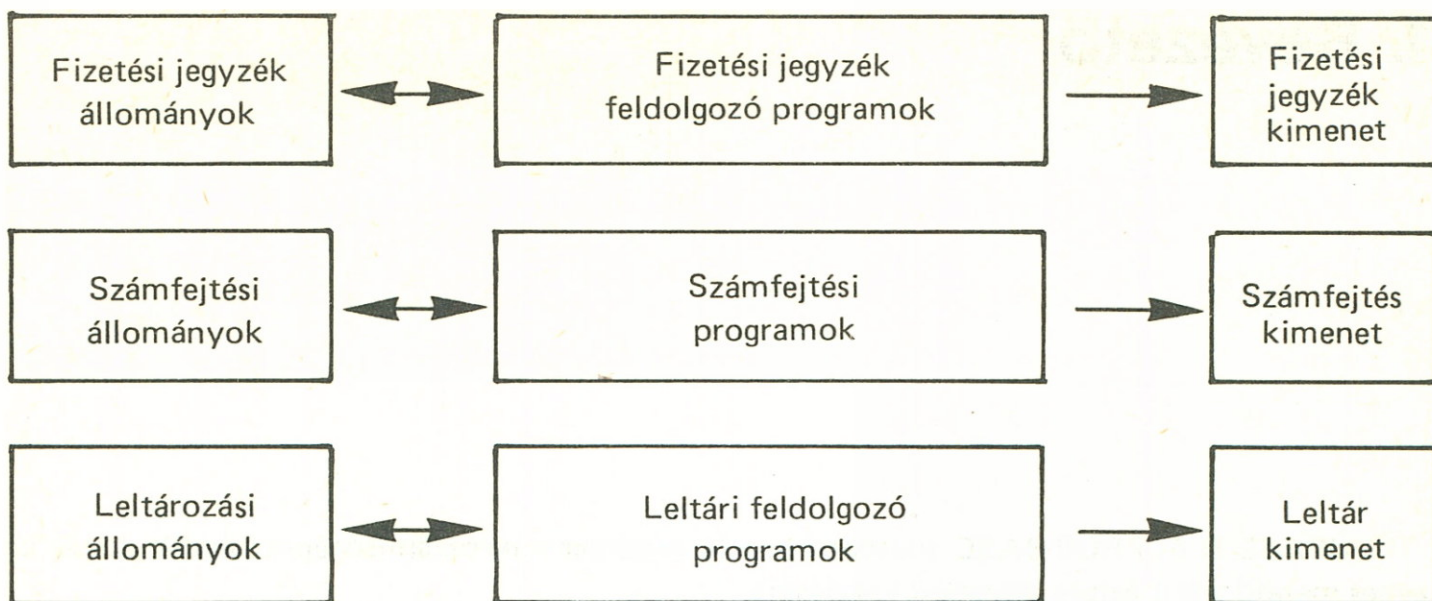 Fizetési jegyzék
állományok
Fizetési jegyzék
feldolgozó programok
Fizetési
jegyzék
kimenet
Számfejtési
állományok
Számfejtési
programok
Számfejtés
kimenet
Leltározási
állományok
Leltári feldolgozó
programok
Leltár
kimenet